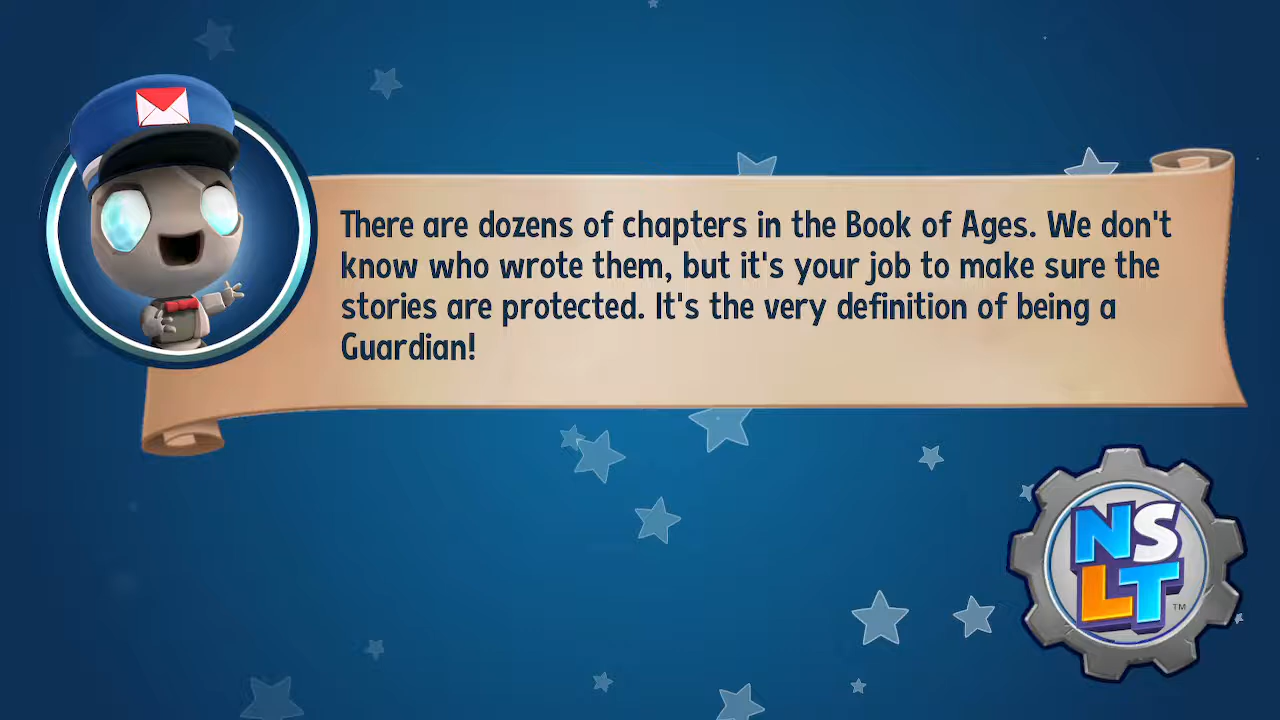 There are dozens of chapters in the Book of Ages. We don't
know who wrote them, but it's your job to make sure the
stories are protected. It's the very definition of being a
Guardian!
NS
LT
TM